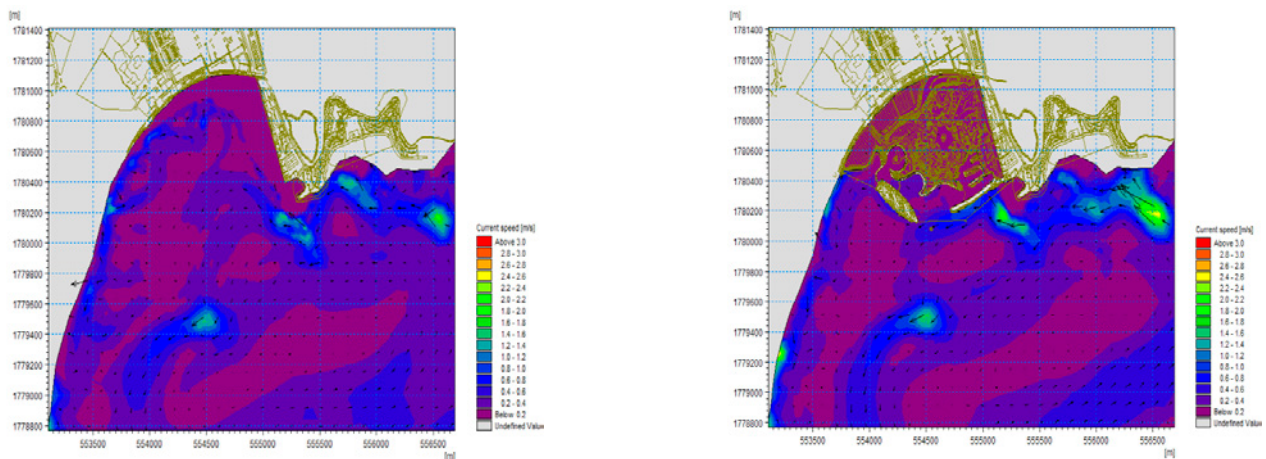 [m]
1781400
1781200
1781000
1780800
1780600
1780400
1780200
1780000
1779800
1779600
1779400
1779200
1779000
1778800
553500
554000
554500
555000
555500
556000
556500
[m]
Current speed [m/s]
Above 3.0
2.8 - 3.0
2.6 - 2.8
2.4 - 2.6
2.2 - 2.4
2.0 - 2.2
1.8 - 2.0
1.6 - 1.8
1.4 - 1.6
1.2 - 1.4
1.0 - 1.2
0.8 - 1.0
0.6 - 0.8
0.4 - 0.6
0.2 - 0.4
Below 0.2
Undefined Value
[m]
1781400
1781200
1781000
1780800
1780600
1780400
1780200
1780000
1779800
1779600
1779400
1779200
1779000
1778800
553500
554000
554500
555000
555500
556000
556500
[m]
Current speed [m/s]
Above 3.0
2.8 - 3.0
2.6 - 2.8
2.4 - 2.6
2.2 - 2.4
2.0 - 2.2
1.8 - 2.0
1.6 - 1.8
1.4 - 1.6
1.2 - 1.4
1.0 - 1.2
0.8 - 1.0
0.6 - 0.8
0.4 - 0.6
0.2 - 0.4
Below 0.2
Undefined Value